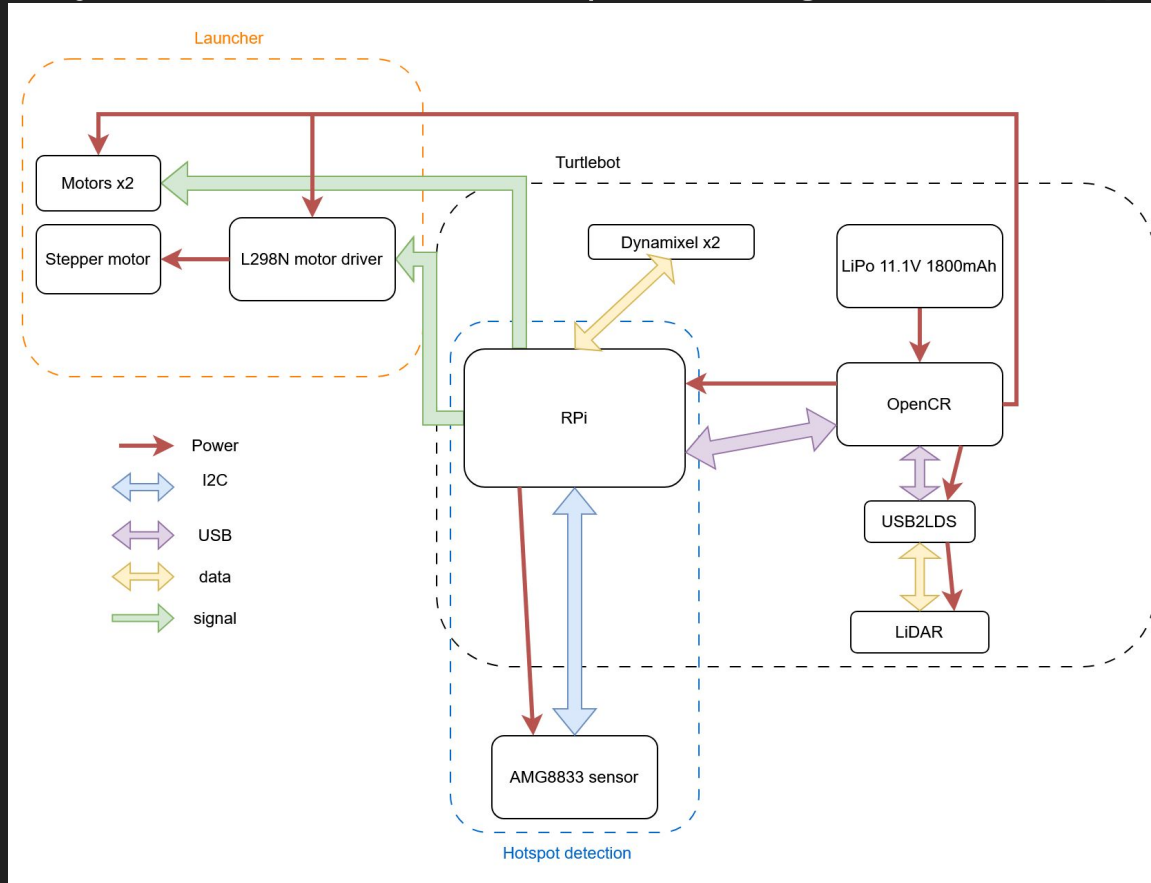 Launcher
Turtlebot
Motors x2
Dynamixel x2
Stepper motor
L298N motor driver
LiPo 11.1V 1800mAh
RPi
OpenCR
Power
I2C
USB
data
signal
USB2LDS
LiDAR
AMG8833 sensor
Hotspot detection